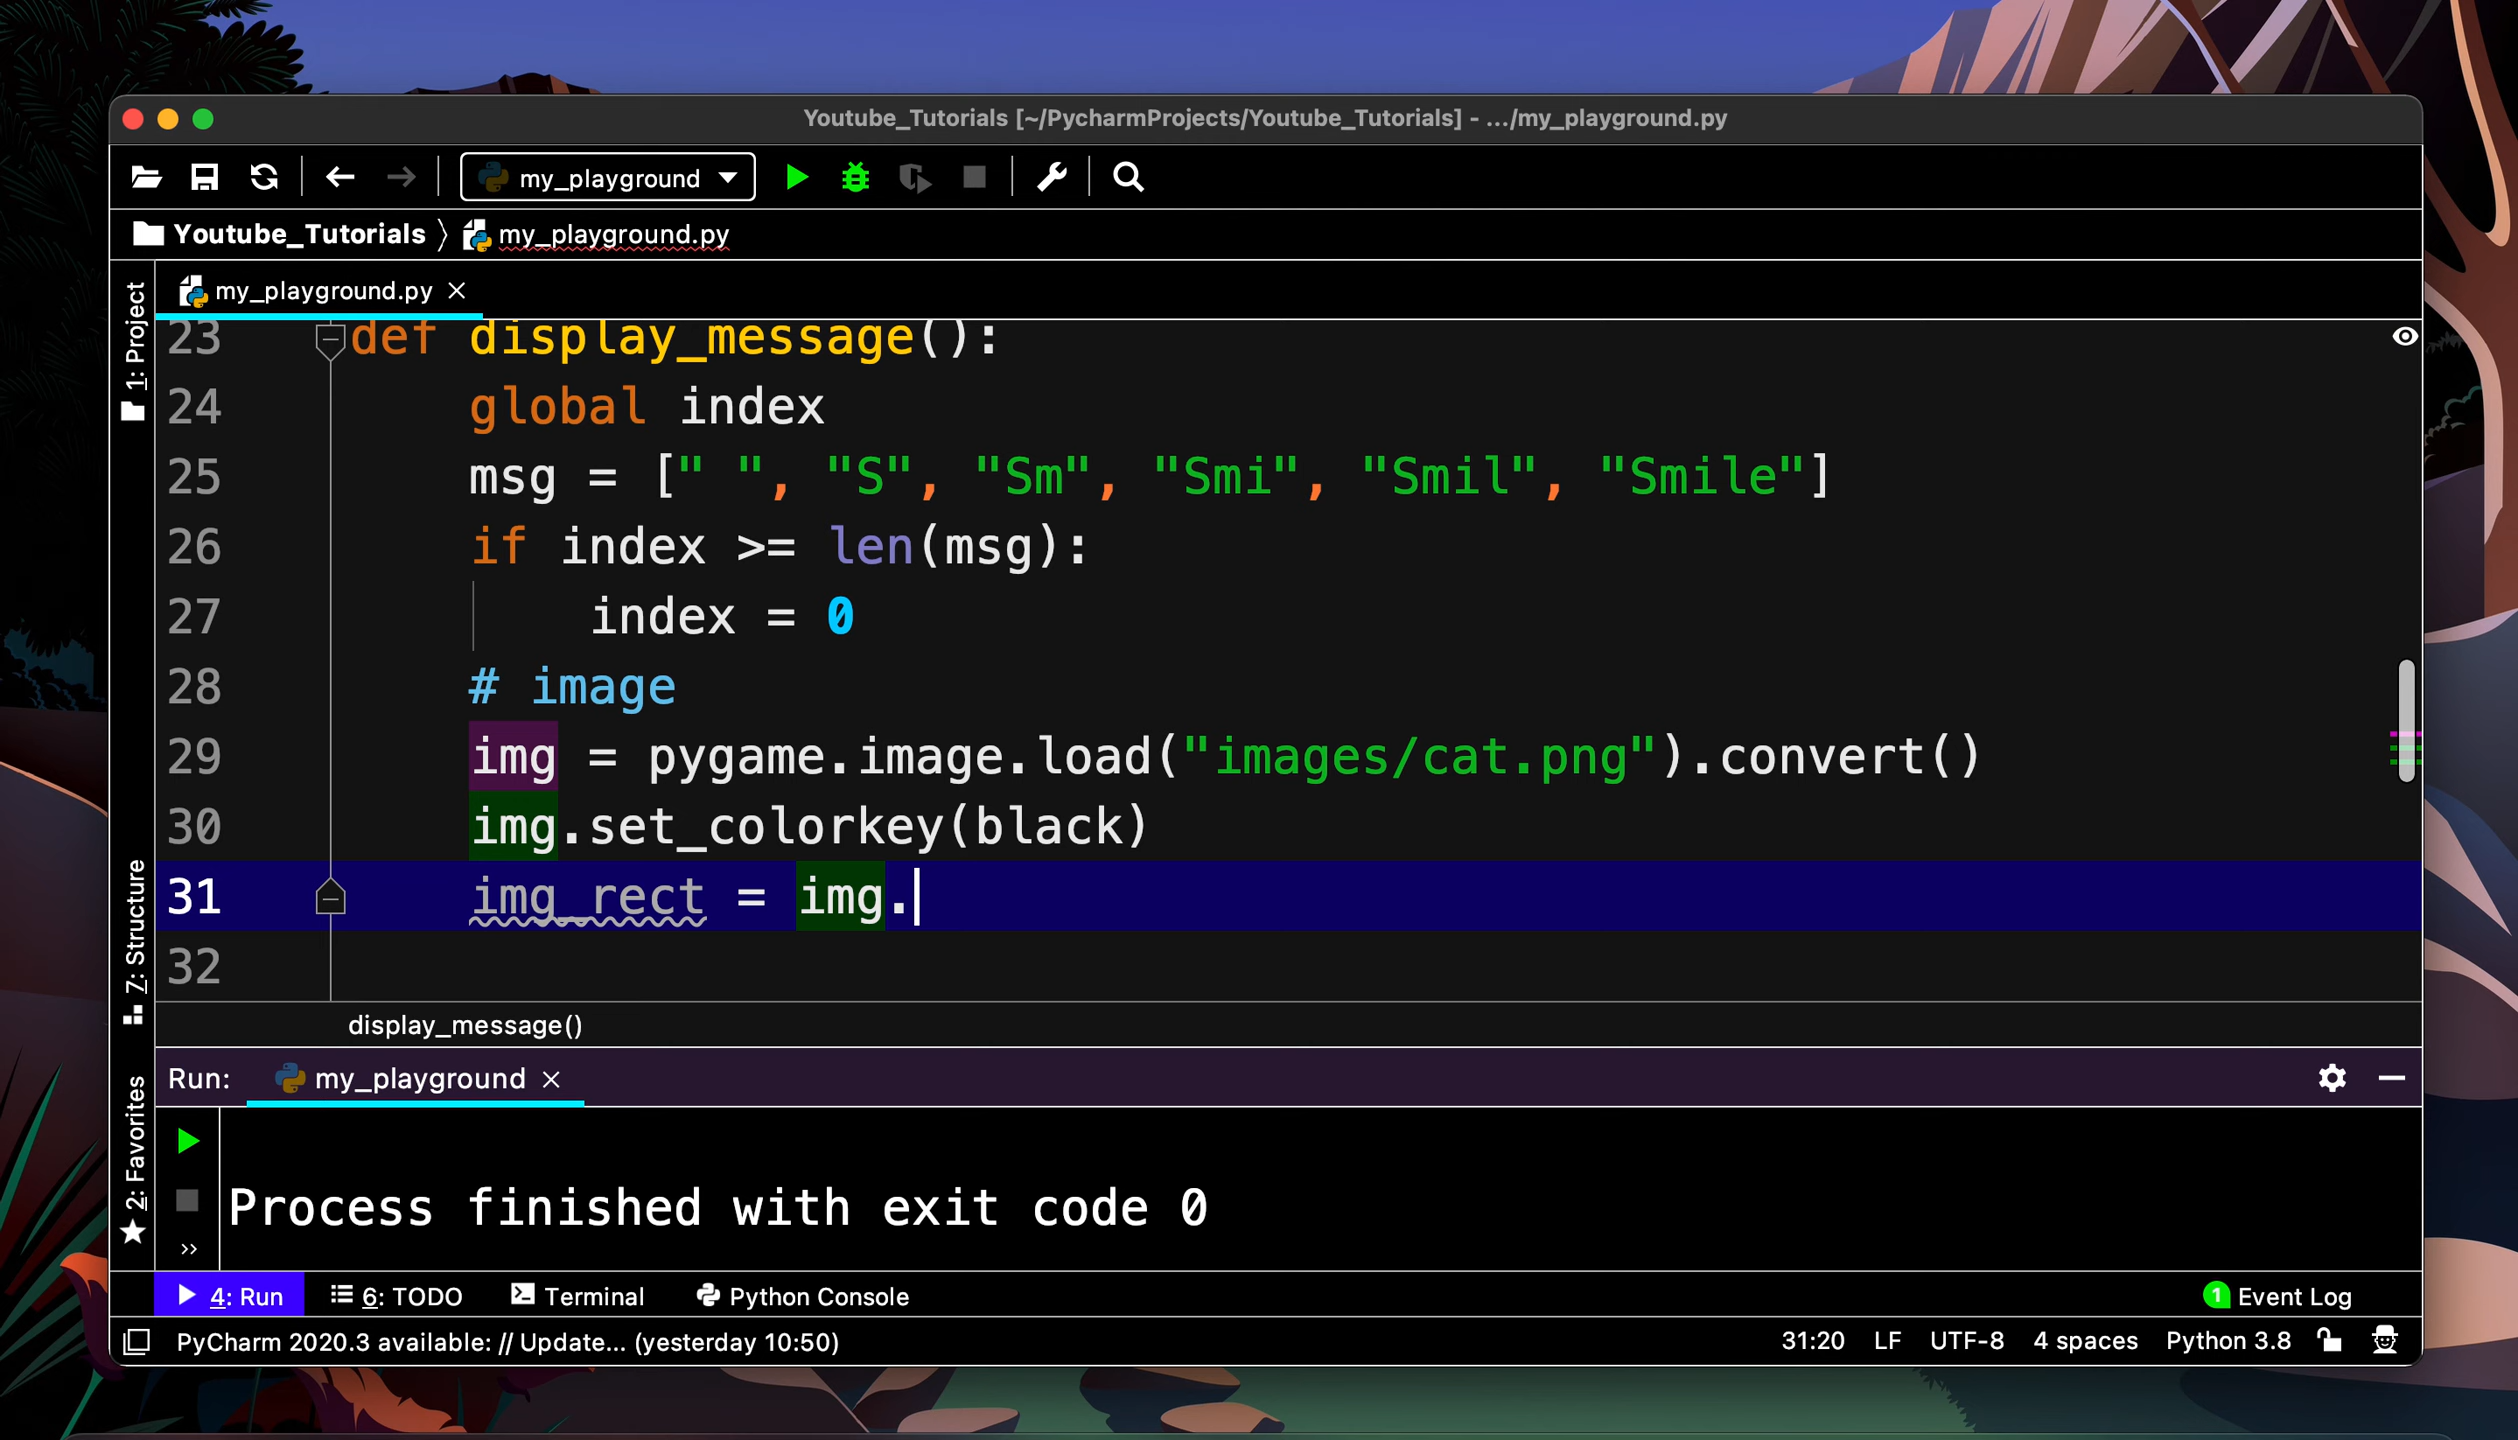 Youtube_Tutorials [~/PycharmProjects/Youtube_Tutorials] - .../my_playground.py
my_playground
Youtube_Tutorials 〉 my_playground.py
1: Project
my_playground.py
23 def display_message():
24 global index
25 msg = [" ", "S", "Sm", "Smi", "Smil", "Smile"]
26 if index >= len(msg):
27 index = 0
28 # image
29 img = pygame.image.load("images/cat.png").convert()
30 img.set_colorkey(black)
31 img_rect = img.
32
7: Structure
display_message()
Run: my_playground
2: Favorites
Process finished with exit code 0
4: Run 6: TODO Terminal Python Console 1 Event Log
PyCharm 2020.3 available: // Update... (yesterday 10:50) 31:20 LF UTF-8 4 spaces Python 3.8